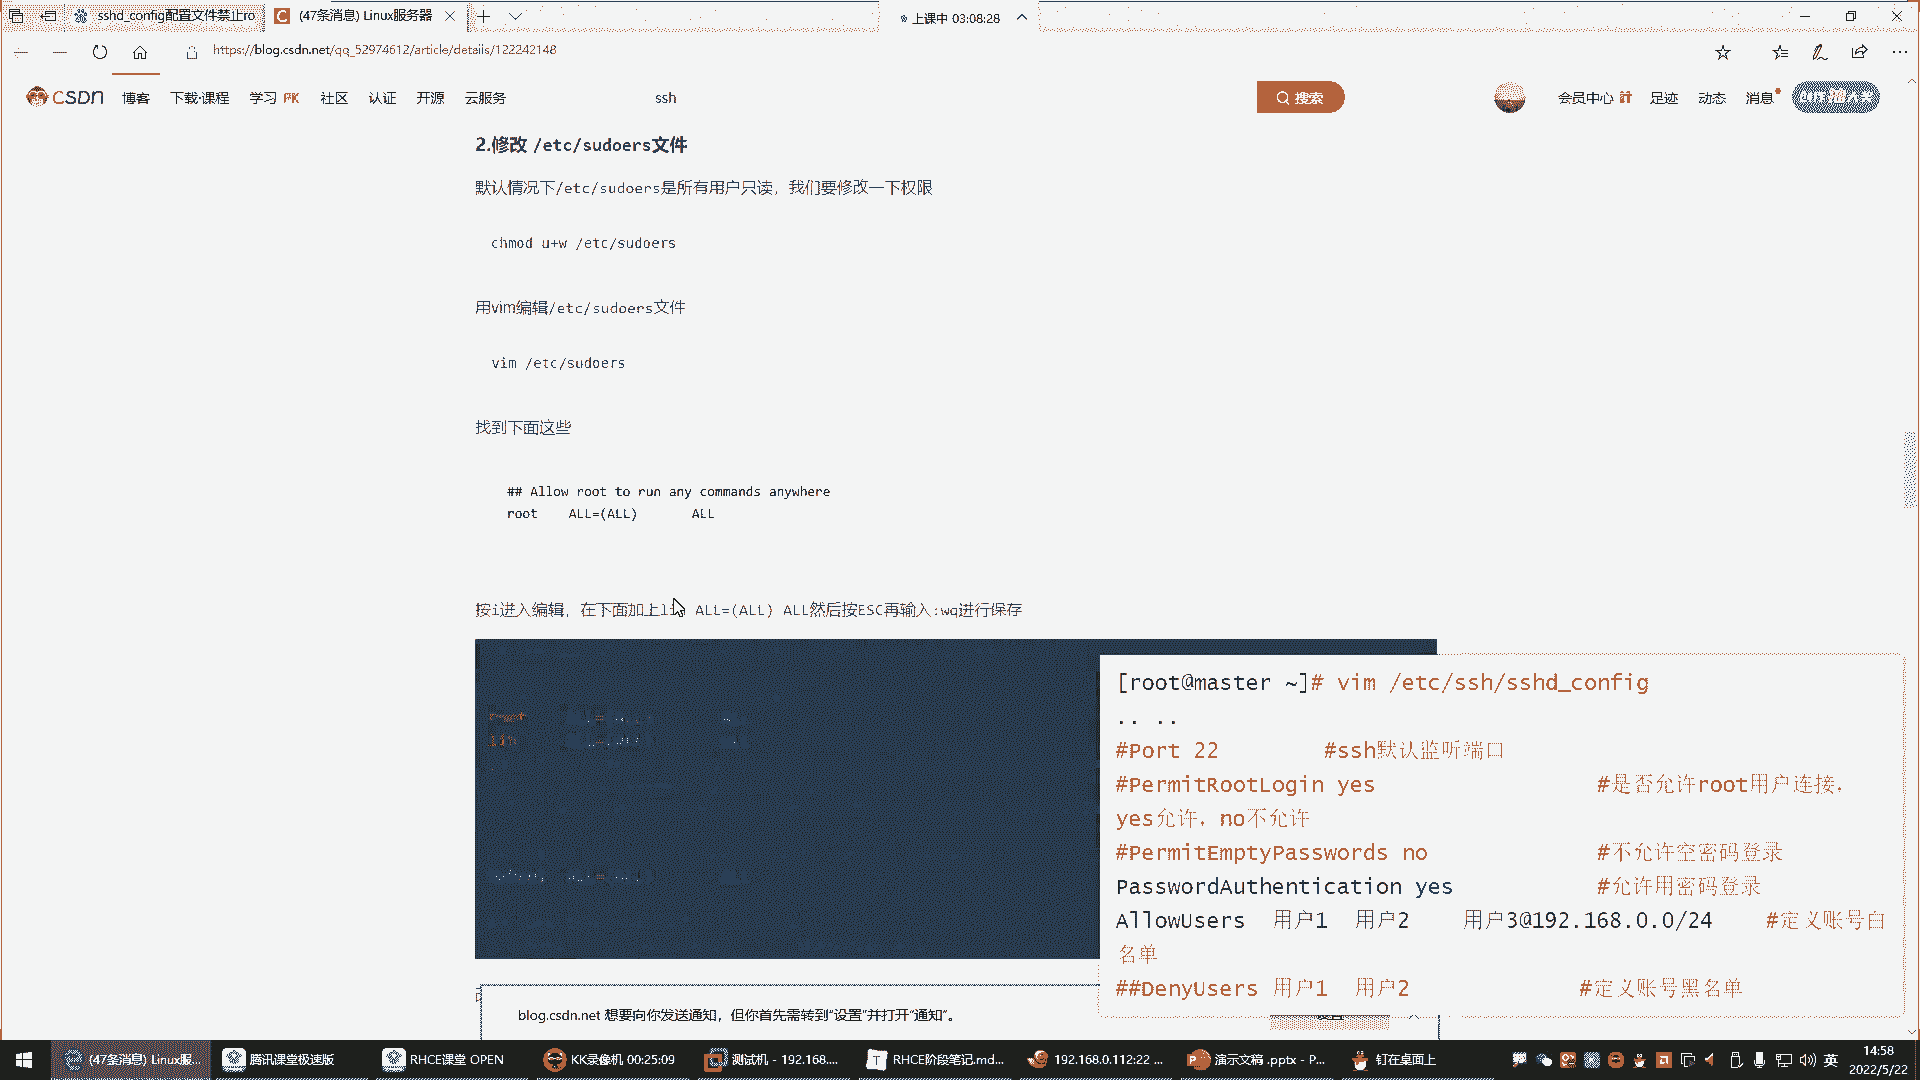 sshd_config配置文件禁止ro
(47条消息) Linux服务器
上课中 03:08:28
https://blog.csdn.net/qq_52974612/article/details/122242148
CSDN 博客 下载·课程 学习 社区 认证 开源 云服务 ssh 搜索 会员中心 足迹 动态 消息
2.修改 /etc/sudoers文件
默认情况下/etc/sudoers是所有用户只读，我们要修改一下权限
chmod u+w /etc/sudoers
用vim编辑/etc/sudoers文件
vim /etc/sudoers
找到下面这些
## Allow root to run any commands anywhere
root ALL=(ALL) ALL
按i进入编辑，在下面加上 ALL=(ALL) ALL然后按ESC再输入:wq进行保存
[root@master ~]# vim /etc/ssh/sshd_config
.. ..
#Port 22 #ssh默认监听端口
#PermitRootLogin yes #是否允许root用户连接，
yes允许，no不允许
#PermitEmptyPasswords no #不允许空密码登录
PasswordAuthentication yes #允许用密码登录
AllowUsers 用户1 用户2 用户3@192.168.0.0/24 #定义账号白
名单
##DenyUsers 用户1 用户2 #定义账号黑名单
blog.csdn.net 想要向你发送通知，但你首先需转到“设置”并打开“通知”。
(47条消息) Linux服... 腾讯课堂极速版 RHCE课堂 OPEN KK录像机 00:25:09 测试机 - 192.168.... RHCE阶段笔记.md... 192.168.0.112:22 ... 演示文稿 .pptx - P... 钉在桌面上 英 14:58
2022/5/22